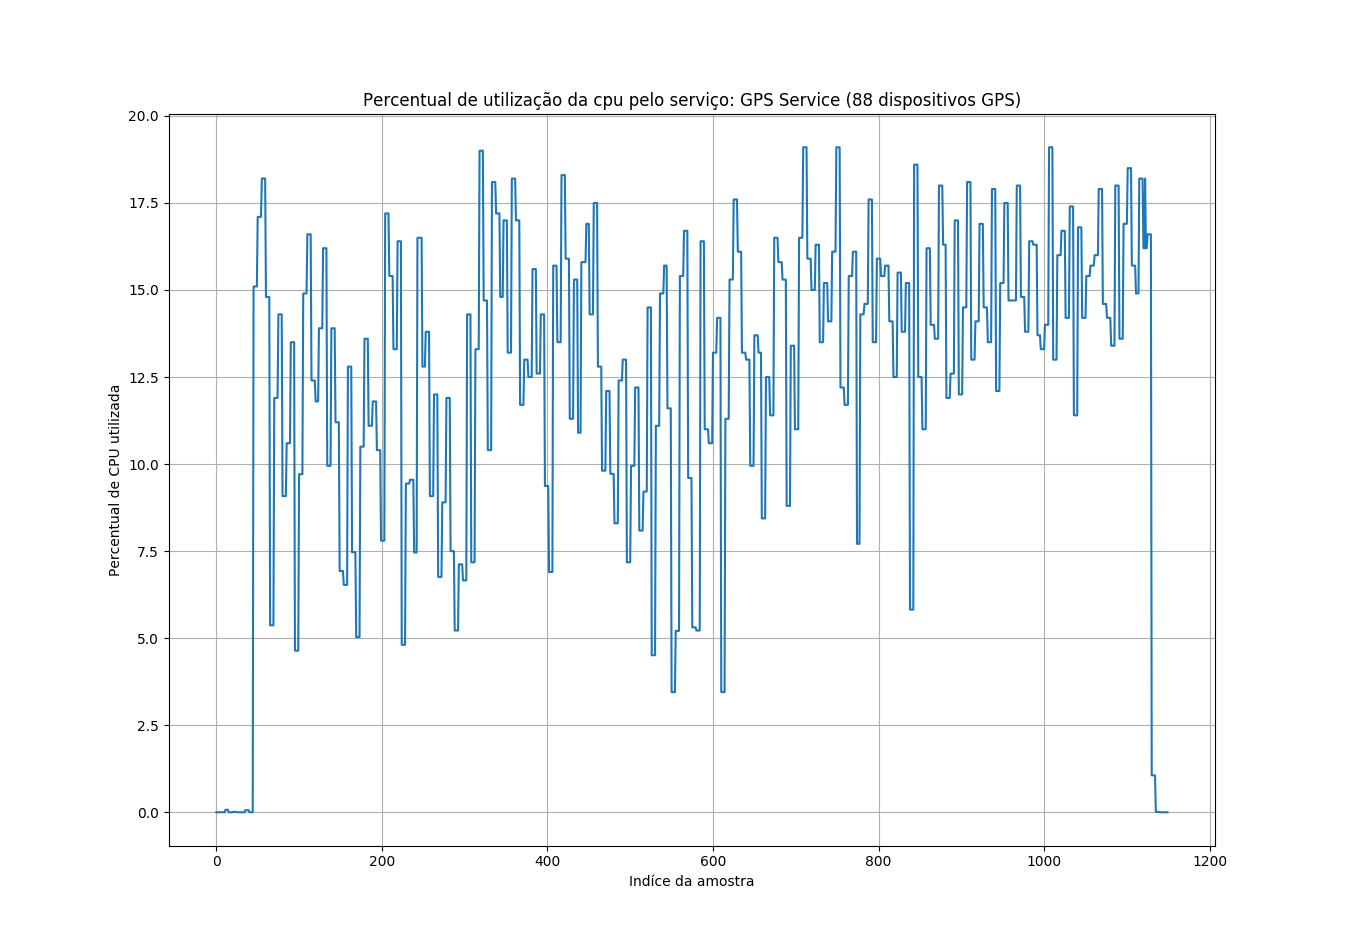 Percentual de utilização da cpu pelo serviço: GPS Service (88 dispositivos GPS)
20.0
17.5
15.0
12.5
10.0
7.5
5.0
2.5
0.0
Percentual de CPU utilizada
0 200 400 600 800 1000 1200
Indíce da amostra